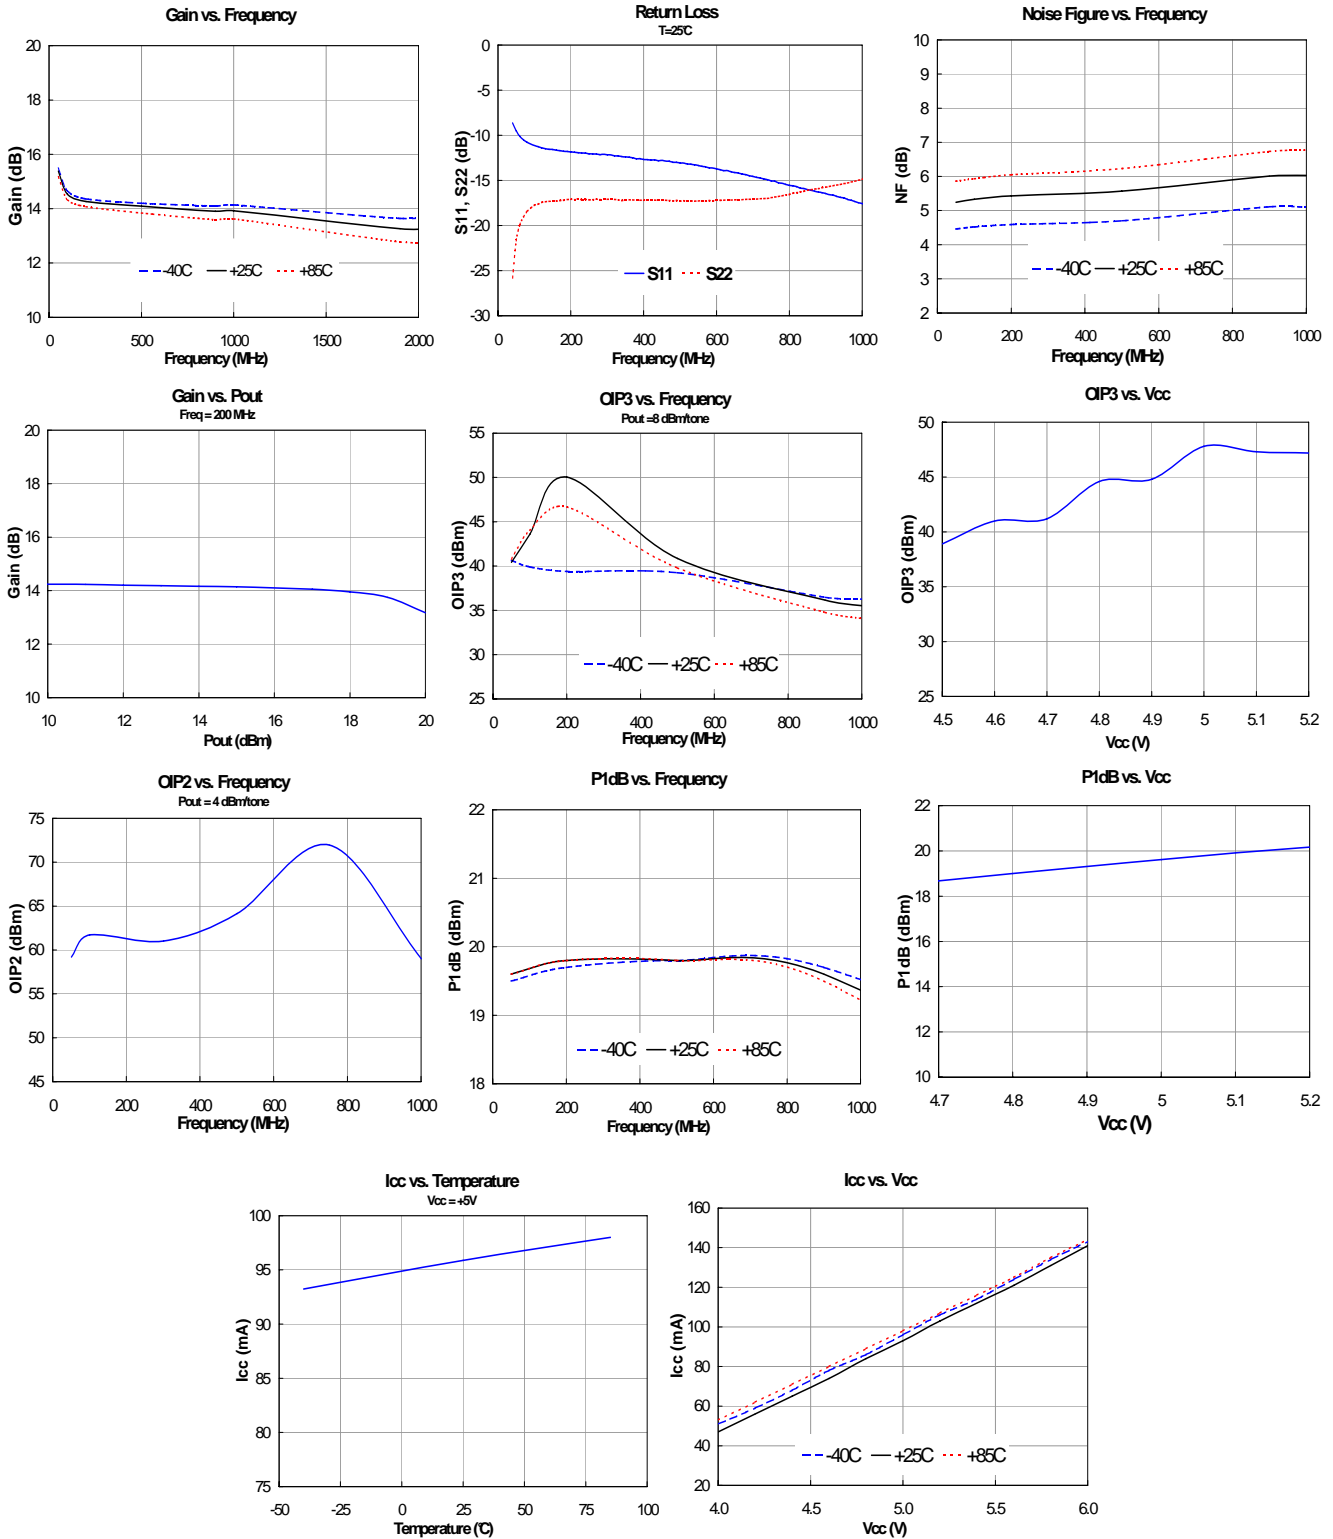 Gain vs. Frequency
20
18
16
14
12
10
Gain (dB)
-40C +25C +85C
0 500 1000 1500 2000
Frequency (MHz)
Return Loss
T=25°C
0
-5
-10
-15
-20
-25
-30
S11, S22 (dB)
S11 S22
0 200 400 600 800 1000
Frequency (MHz)
Noise Figure vs. Frequency
10
9
8
7
6
5
4
3
2
NF (dB)
-40C +25C +85C
0 200 400 600 800 1000
Frequency (MHz)
Gain vs. Pout
Freq = 200 MHz
20
18
16
14
12
10
Gain (dB)
10 12 14 16 18 20
Pout (dBm)
OIP3 vs. Frequency
Pout =8 dBm/tone
55
50
45
40
35
30
25
OIP3 (dBm)
-40C +25C +85C
0 200 400 600 800 1000
Frequency (MHz)
OIP3 vs. Vcc
50
45
40
35
30
25
OIP3 (dBm)
4.5 4.6 4.7 4.8 4.9 5 5.1 5.2
Vcc (V)
OIP2 vs. Frequency
Pout = 4 dBm/tone
75
70
65
60
55
50
45
OIP2 (dBm)
0 200 400 600 800 1000
Frequency (MHz)
P1dB vs. Frequency
22
21
20
19
18
P1dB (dBm)
-40C +25C +85C
0 200 400 600 800 1000
Frequency (MHz)
P1dB vs. Vcc
22
20
18
16
14
12
10
P1dB (dBm)
4.7 4.8 4.9 5 5.1 5.2
Vcc (V)
Icc vs. Temperature
Vcc = +5V
100
95
90
85
80
75
Icc (mA)
-50 -25 0 25 50 75 100
Temperature (°C)
Icc vs. Vcc
160
140
120
100
80
60
40
20
Icc (mA)
-40C +25C +85C
4.0 4.5 5.0 5.5 6.0
Vcc (V)